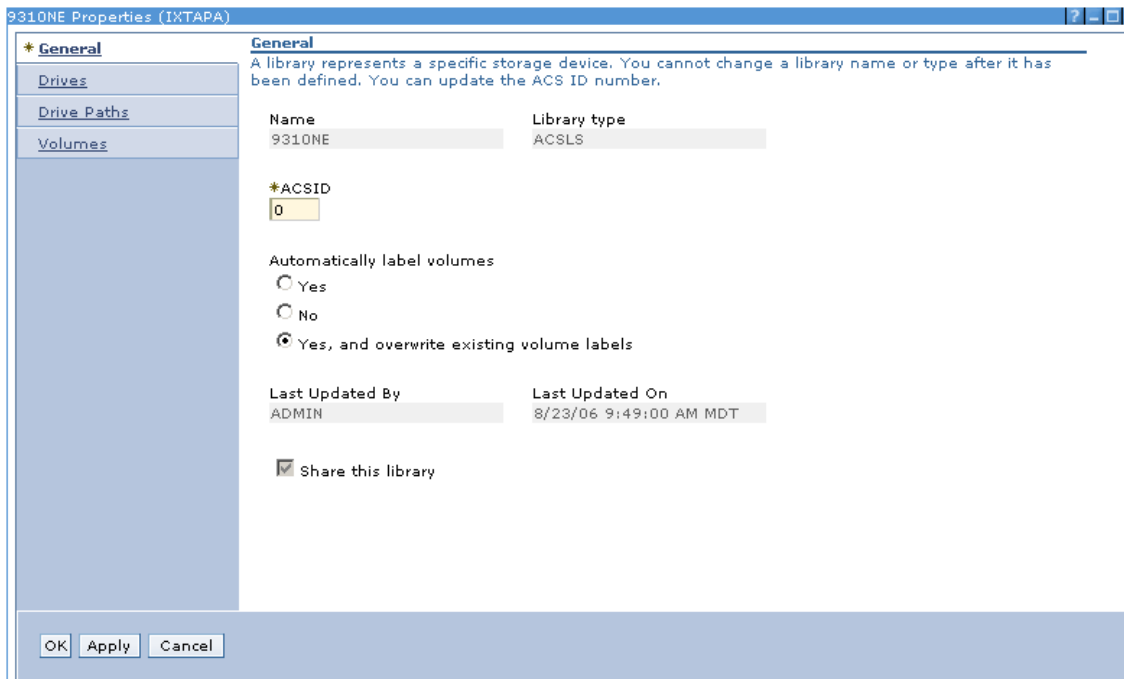 9310NE Properties (IXTAPA)
? - □
* General
Drives
Drive Paths
Volumes
General
A library represents a specific storage device. You cannot change a library name or type after it has
been defined. You can update the ACS ID number.
Name Library type
9310NE ACSLS
*ACSID
0
Automatically label volumes
Yes
No
Yes, and overwrite existing volume labels
Last Updated By Last Updated On
ADMIN 8/23/06 9:49:00 AM MDT
Share this library
OK Apply Cancel